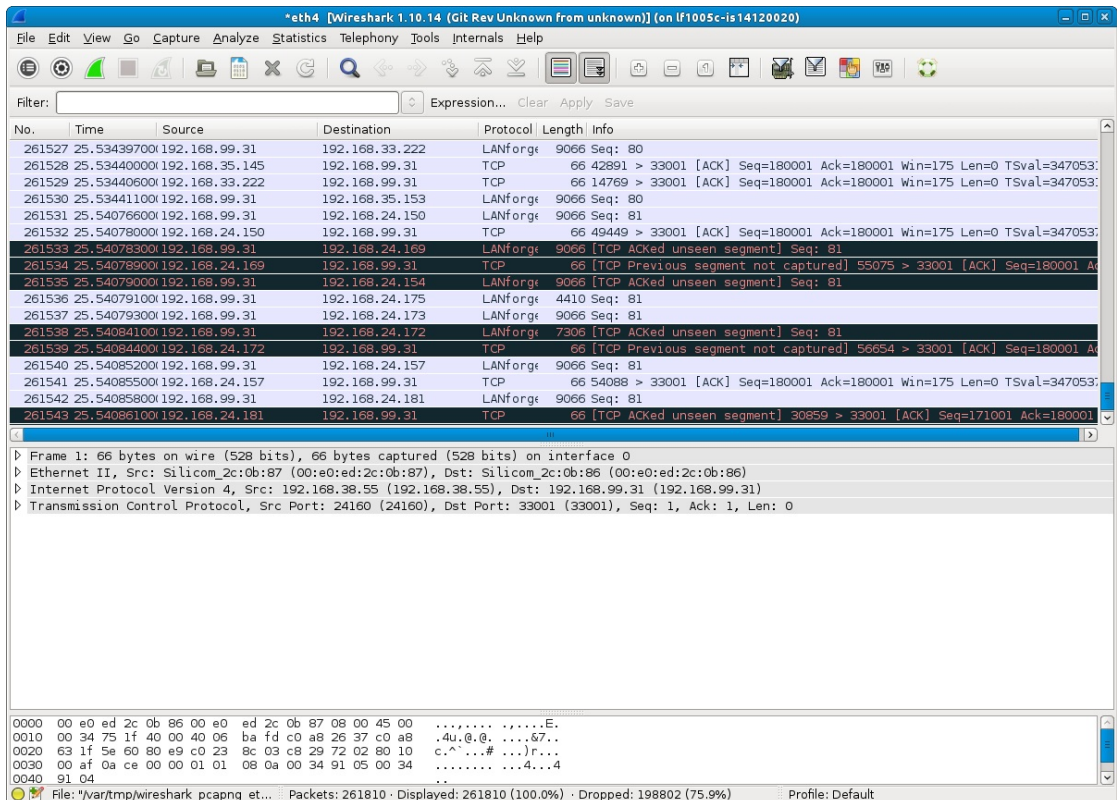 *eth4 [Wireshark 1.10.14 (Git Rev Unknown from unknown)] (on lf1005c-is14120020)
File Edit View Go Capture Analyze Statistics Telephony Tools Internals Help
Filter: Expression... Clear Apply Save
No. Time Source Destination Protocol Length Info
261527 25.53439700( 192.168.99.31 192.168.33.222 LANforge 9066 Seq: 80
261528 25.53440000( 192.168.35.145 192.168.99.31 TCP 66 42891 > 33001 [ACK] Seq=180001 Ack=180001 Win=175 Len=0 TSval=3470531
261529 25.53440600( 192.168.33.222 192.168.99.31 TCP 66 14769 > 33001 [ACK] Seq=180001 Ack=180001 Win=175 Len=0 TSval=3470531
261530 25.53441100( 192.168.99.31 192.168.35.153 LANforge 9066 Seq: 80
261531 25.54076600( 192.168.99.31 192.168.24.150 LANforge 9066 Seq: 81
261532 25.54078000( 192.168.24.150 192.168.99.31 TCP 66 49449 > 33001 [ACK] Seq=180001 Ack=180001 Win=175 Len=0 TSval=347053
261533 25.54078300( 192.168.99.31 192.168.24.169 LANforge 9066 [TCP ACKed unseen segment] Seq: 81
261534 25.54078900( 192.168.24.169 192.168.99.31 TCP 66 [TCP Previous segment not captured] 55075 > 33001 [ACK] Seq=180001 Ac
261535 25.54079000( 192.168.99.31 192.168.24.154 LANforge 9066 [TCP ACKed unseen segment] Seq: 81
261536 25.54079100( 192.168.99.31 192.168.24.175 LANforge 4410 Seq: 81
261537 25.54079300( 192.168.99.31 192.168.24.173 LANforge 9066 Seq: 81
261538 25.54084100( 192.168.99.31 192.168.24.172 LANforge 7306 [TCP ACKed unseen segment] Seq: 81
261539 25.54084400( 192.168.24.172 192.168.99.31 TCP 66 [TCP Previous segment not captured] 56654 > 33001 [ACK] Seq=180001 Ac
261540 25.54085200( 192.168.99.31 192.168.24.157 LANforge 9066 Seq: 81
261541 25.54085500( 192.168.24.157 192.168.99.31 TCP 66 54088 > 33001 [ACK] Seq=180001 Ack=180001 Win=175 Len=0 TSval=347053
261542 25.54085800( 192.168.99.31 192.168.24.181 LANforge 9066 Seq: 81
261543 25.54086100( 192.168.24.181 192.168.99.31 TCP 66 [TCP ACKed unseen segment] 30859 > 33001 [ACK] Seq=171001 Ack=180001
Frame 1: 66 bytes on wire (528 bits), 66 bytes captured (528 bits) on interface 0
Ethernet II, Src: Silicom_2c:0b:87 (00:e0:ed:2c:0b:87), Dst: Silicom_2c:0b:86 (00:e0:ed:2c:0b:86)
Internet Protocol Version 4, Src: 192.168.38.55 (192.168.38.55), Dst: 192.168.99.31 (192.168.99.31)
Transmission Control Protocol, Src Port: 24160 (24160), Dst Port: 33001 (33001), Seq: 1, Ack: 1, Len: 0
0000 00 e0 ed 2c 0b 86 00 e0 ed 2c 0b 87 08 00 45 00 ...,.... .,....E.
0010 00 34 75 1f 40 00 40 06 ba fd c0 a8 26 37 c0 a8 .4u.@.@. ....&7..
0020 63 1f 5e 60 80 e9 c0 23 8c 03 c8 29 72 02 80 10 c.^`...# ...)r...
0030 00 af 0a ce 00 00 01 01 08 0a 00 34 91 05 00 34 ........ ...4...4
0040 91 04 ..
File: "/var/tmp/wireshark_pcapng_et... Packets: 261810 · Displayed: 261810 (100.0%) · Dropped: 198802 (75.9%) Profile: Default